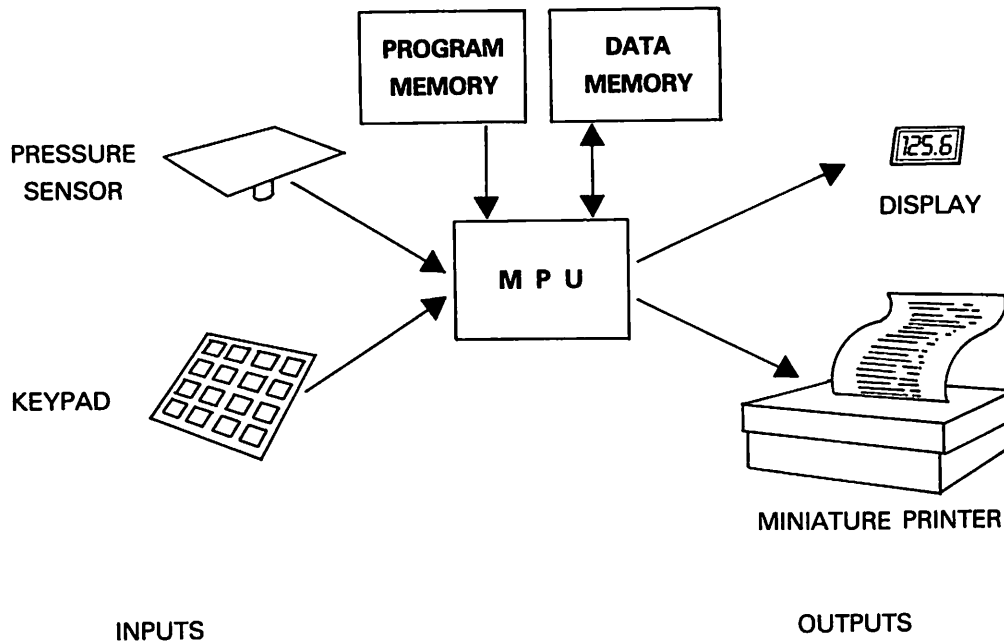 PROGRAM
MEMORY
DATA
MEMORY
PRESSURE
SENSOR
125.6
DISPLAY
M P U
KEYPAD
MINIATURE PRINTER
INPUTS
OUTPUTS